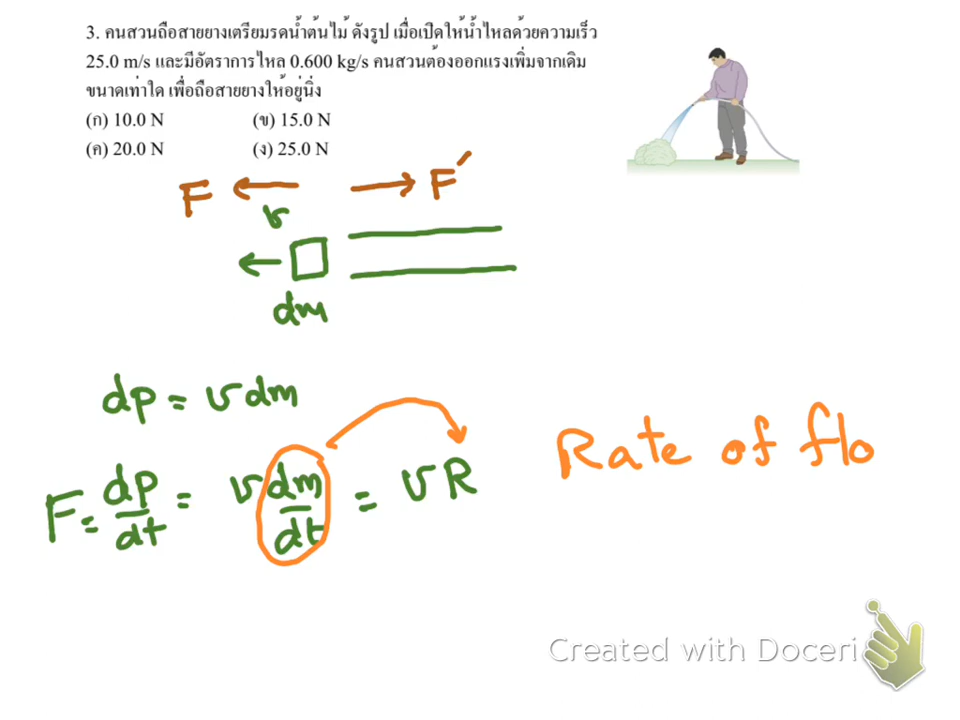 3. คนสวนถือสายยางเตรียมรดน้ำต้นไม้ ดังรูป เมื่อเปิดให้น้ำไหลด้วยความเร็ว
25.0 m/s และมีอัตราการไหล 0.600 kg/s คนสวนต้องออกแรงเพิ่มจากเดิม
ขนาดเท่าใด เพื่อถือสายยางให้อยู่นิ่ง
(ก) 10.0 N (ข) 15.0 N
(ค) 20.0 N (ง) 25.0 N
F ← → F′
v
dm
dp = v dm
F = dp/dt = v dm/dt = v R
Rate of flo
Created with Doceri